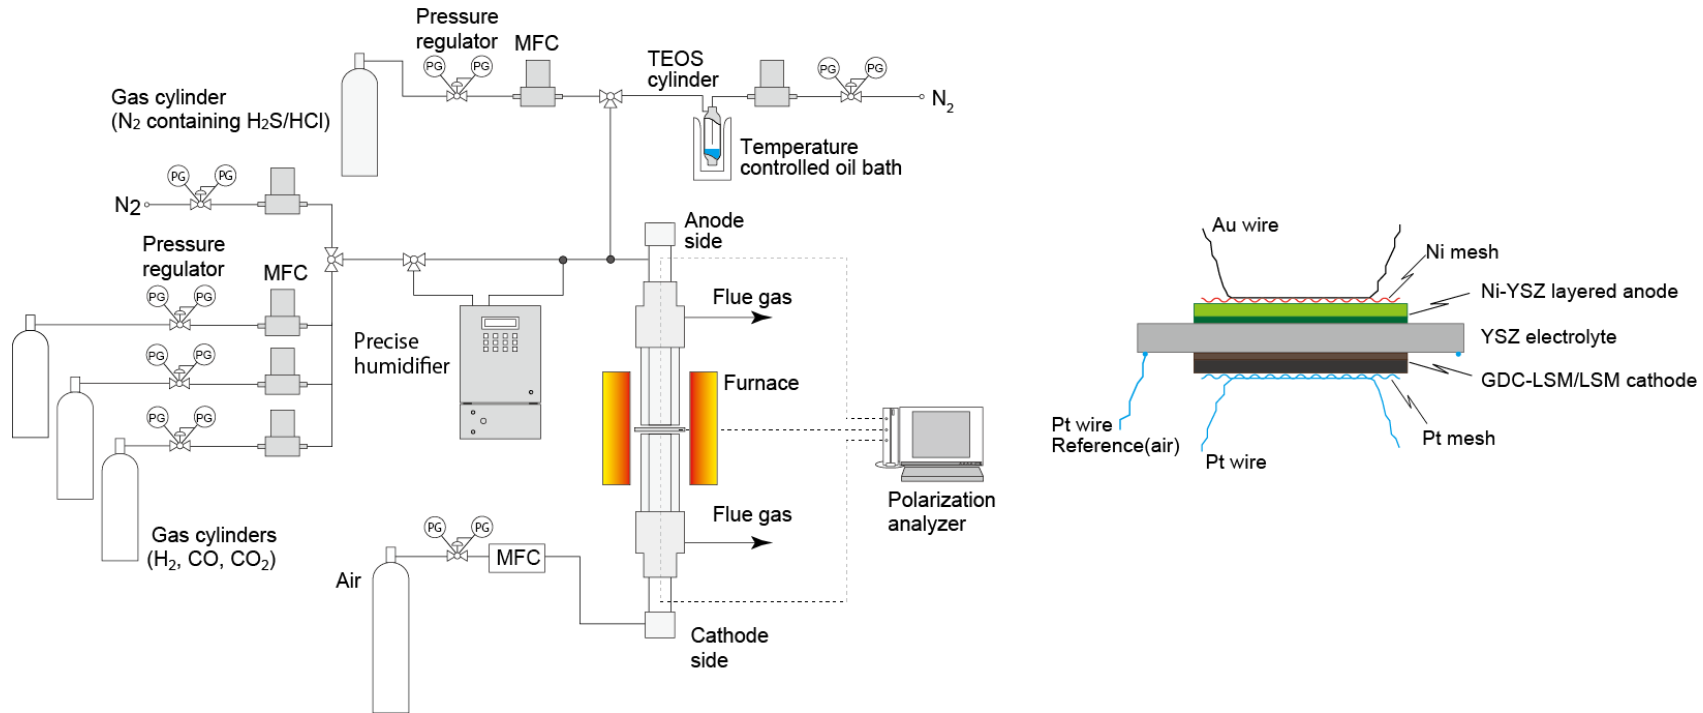 Pressure
regulator
MFC
PG
PG
TEOS
cylinder
PG
PG
N2
Gas cylinder
(N2 containing H2S/HCl)
Temperature
controlled oil bath
PG
PG
N2
Anode
side
Pressure
regulator
MFC
PG
PG
Flue gas
Precise
humidifier
PG
PG
Furnace
PG
PG
Polarization
analyzer
Flue gas
Gas cylinders
(H2, CO, CO2)
PG
PG
MFC
Air
Cathode
side
Au wire
Ni mesh
Ni-YSZ layered anode
YSZ electrolyte
GDC-LSM/LSM cathode
Pt wire
Reference(air)
Pt mesh
Pt wire